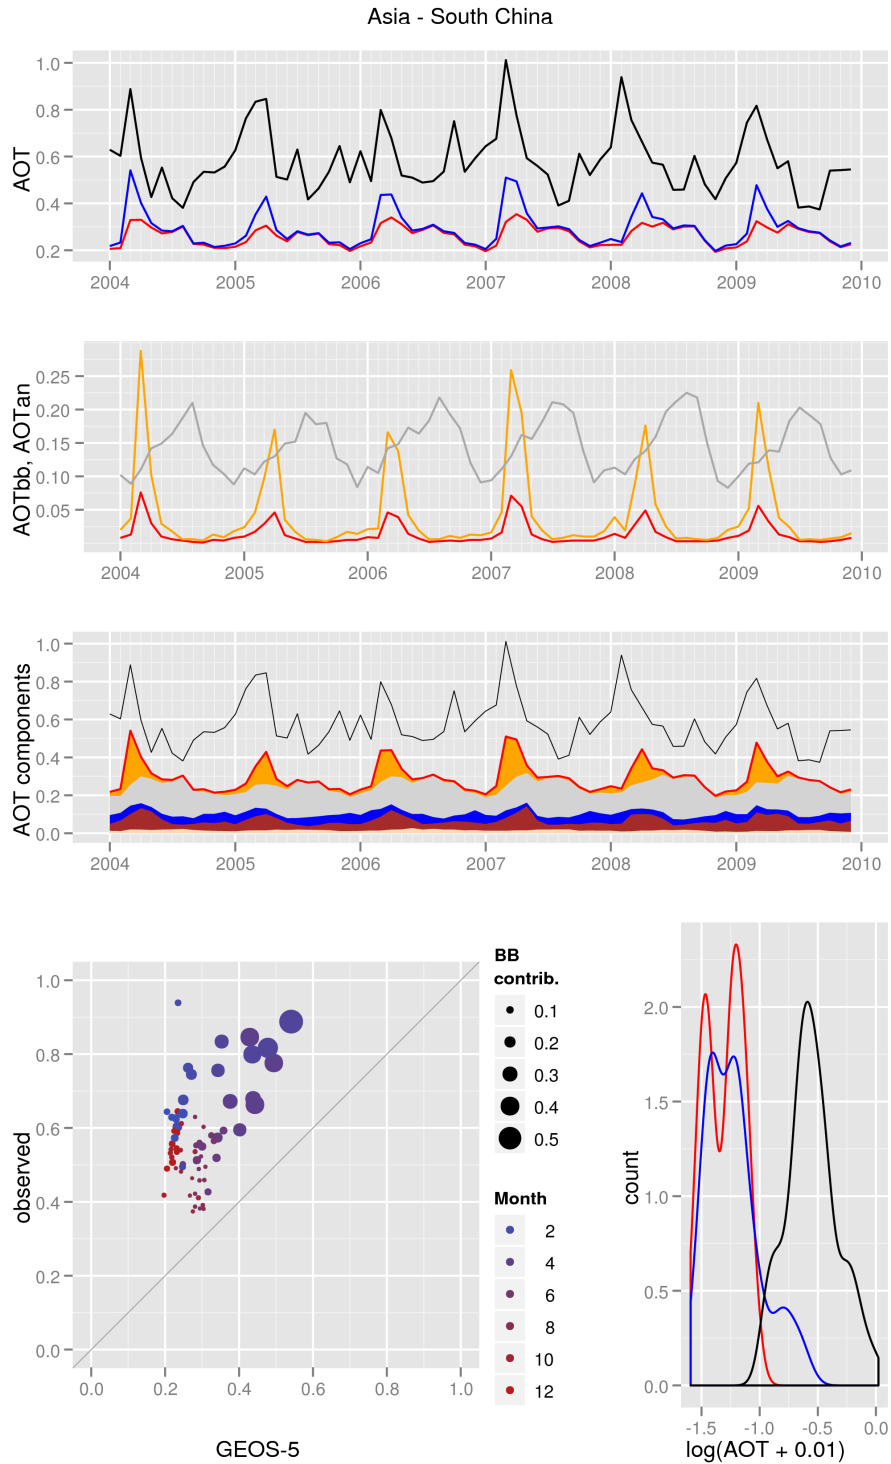 Asia - South China
AOT
1.0
0.8
0.6
0.4
0.2
2004 2005 2006 2007 2008 2009 2010
AOTbb, AOTan
0.25
0.20
0.15
0.10
0.05
2004 2005 2006 2007 2008 2009 2010
AOT components
1.0
0.8
0.6
0.4
0.2
0.0
2004 2005 2006 2007 2008 2009 2010
observed
1.0
0.8
0.6
0.4
0.2
0.0
0.0 0.2 0.4 0.6 0.8 1.0
GEOS-5
BB
contrib.
0.1
0.2
0.3
0.4
0.5
Month
2
4
6
8
10
12
count
2.0
1.5
1.0
0.5
0.0
-1.5 -1.0 -0.5 0.0
log(AOT + 0.01)